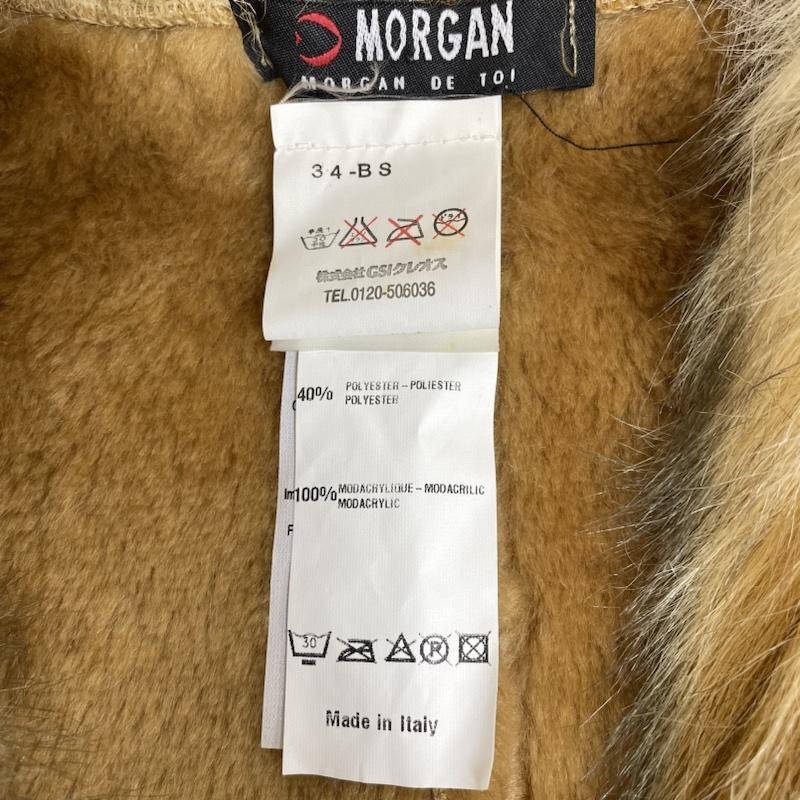 MORGAN
MORGAN DE TOI
34-BS
株式会社GSIクレオス
TEL.0120-506036
40% POLYESTER-POLIESTER
POLYESTER
Im
100% MODACRYLIQUE-MODACRILIC
MODACRYLIC
F
30
R
Made in Italy